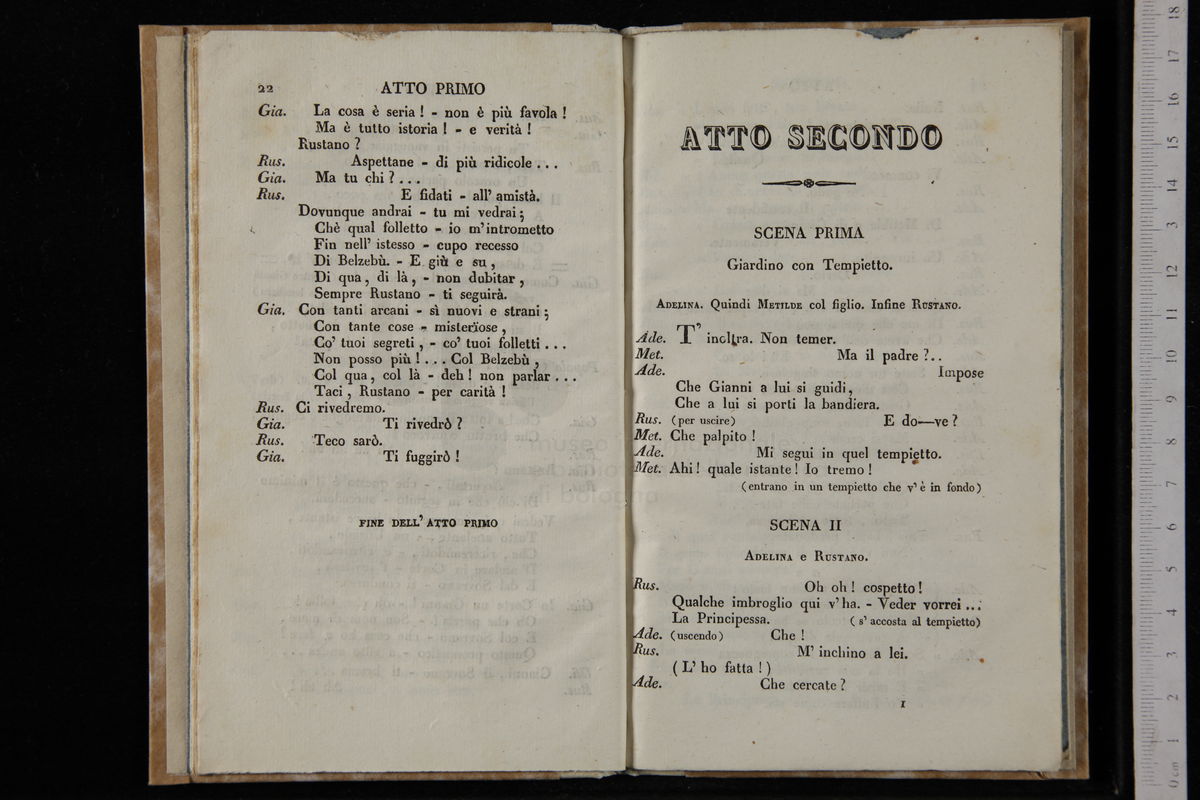 22 ATTO PRIMO
Gia. La cosa è seria ! - non è più favola !
Ma è tutto istoria ! - e verità !
Rustano ?
Rus. Aspettane - di più ridicole . . .
Gia. Ma tu chi ? . . .
Rus. E fidati - all' amistà.
Dovunque andrai - tu mi vedrai ;
Chè qual folletto - io m'intrometto
Fin nell' istesso - cupo recesso
Di Belzebù. - E giù e su ,
Di qua, di là, - non dubitar ,
Sempre Rustano - ti seguirà.
Gia. Con tanti arcani - sì nuovi e strani ;
Con tante cose - misterïose ,
Co' tuoi segreti , - co' tuoi folletti . . .
Non posso più ! . . . Col Belzebù ,
Col qua, col là - deh ! non parlar . . .
Taci , Rustano - per carità !
Rus. Ci rivedremo.
Gia. Ti rivedrò ?
Rus. Teco sarò.
Gia. Ti fuggirò !
FINE DELL' ATTO PRIMO
ATTO SECONDO
SCENA PRIMA
Giardino con Tempietto.
ADELINA. Quindi METILDE col figlio. Infine RUSTANO.
Ade. T' inoltra. Non temer.
Met. Ma il padre ?..
Ade. Impose
Che Gianni a lui si guidi,
Che a lui si porti la bandiera.
Rus. (per uscire) E do—ve ?
Met. Che palpito !
Ade. Mi segui in quel tempietto.
Met. Ahi ! quale istante ! Io tremo !
(entrano in un tempietto che v' è in fondo)
SCENA II
ADELINA e RUSTANO.
Rus. Oh oh ! cospetto !
Qualche imbroglio qui v' ha. - Veder vorrei ...
La Principessa. ( s' accosta al tempietto)
Ade. (uscendo) Che !
Rus. M' inchino a lei.
( L' ho fatta ! )
Ade. Che cercate ?
1